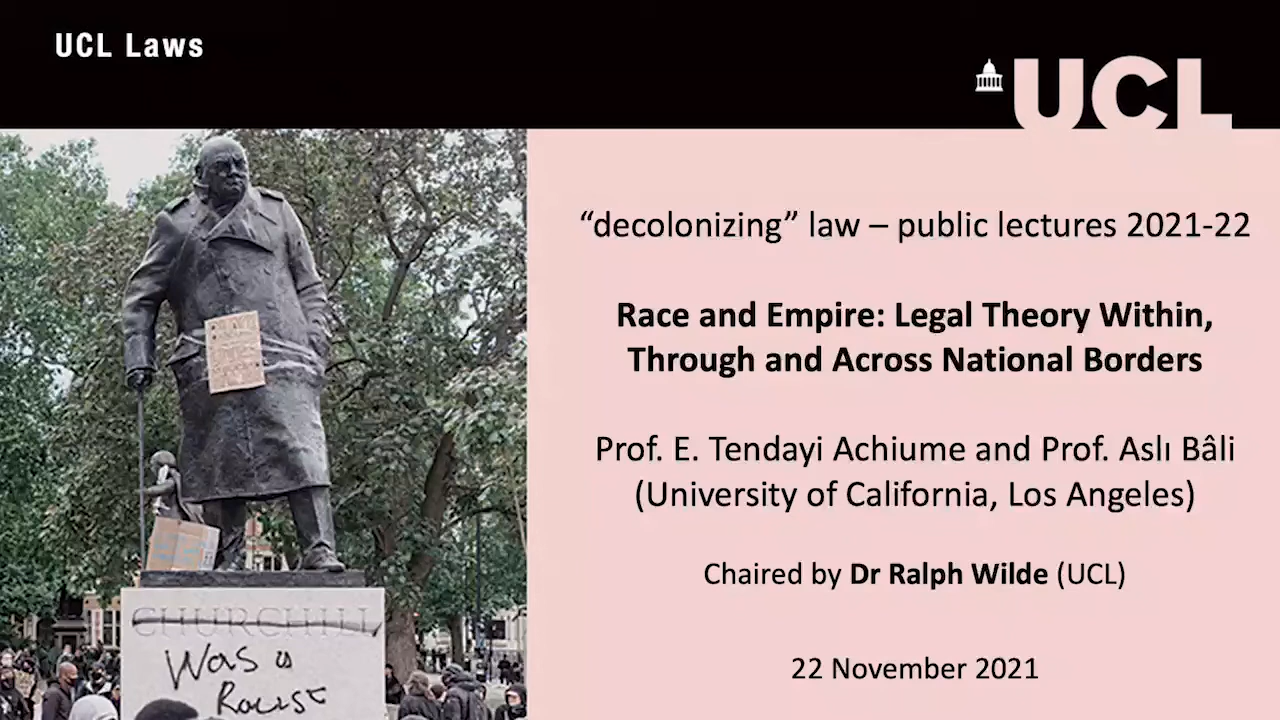 UCL Laws
UCL
“decolonizing” law – public lectures 2021-22
Race and Empire: Legal Theory Within,
Through and Across National Borders
Prof. E. Tendayi Achiume and Prof. Aslı Bâli
(University of California, Los Angeles)
Chaired by Dr Ralph Wilde (UCL)
22 November 2021
CHURCHILL
Was a
Racist